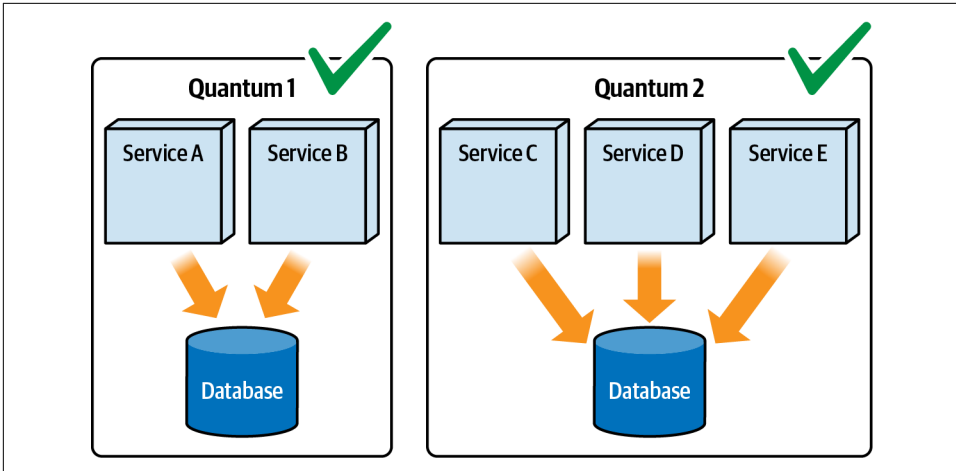 Quantum 1
Quantum 2
Service A
Service B
Service C
Service D
Service E
Database
Database